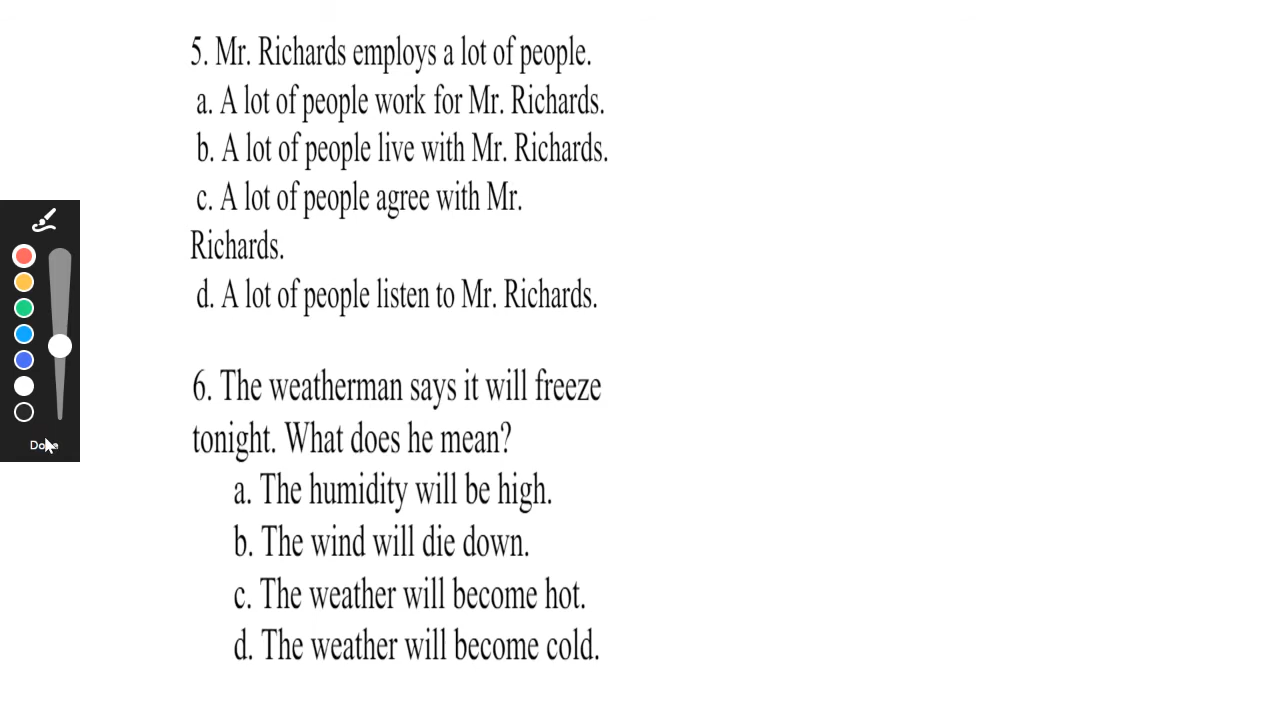 5. Mr. Richards employs a lot of people.
a. A lot of people work for Mr. Richards.
b. A lot of people live with Mr. Richards.
c. A lot of people agree with Mr.
Richards.
d. A lot of people listen to Mr. Richards.
6. The weatherman says it will freeze
tonight. What does he mean?
a. The humidity will be high.
b. The wind will die down.
c. The weather will become hot.
d. The weather will become cold.